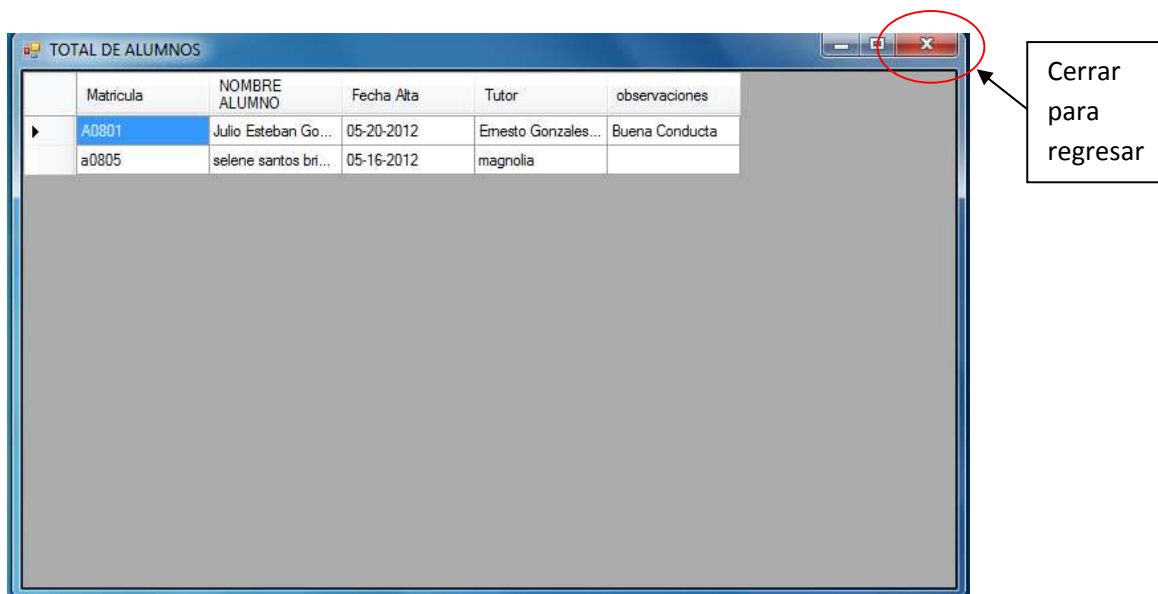 TOTAL DE ALUMNOS
Matricula NOMBRE ALUMNO Fecha Alta Tutor observaciones
A0801 Julio Esteban Go... 05-20-2012 Ernesto Gonzales... Buena Conducta
a0805 selene santos bri... 05-16-2012 magnolia
Cerrar
para
regresar